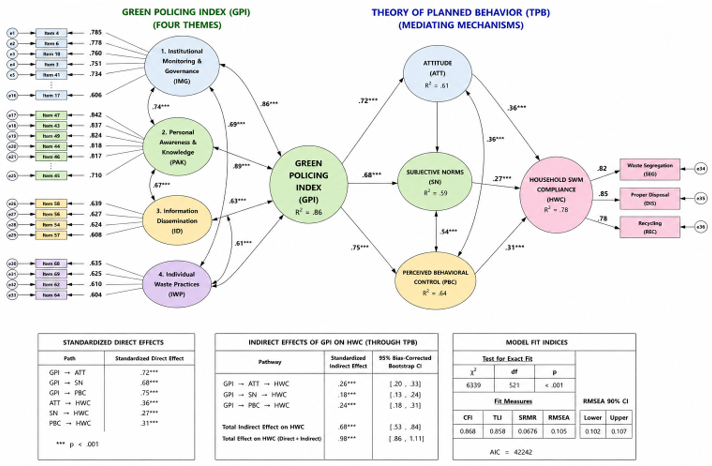 GREEN POLICING INDEX (GPI)
(FOUR THEMES)
THEORY OF PLANNED BEHAVIOR (TPB)
(MEDIATING MECHANISMS)
e1 Item 4 .785
e2 Item 6 .778
e3 Item 10 .760
e4 Item 3 .751
e5 Item 41 .734
⋮
e16 Item 17 .606
1. Institutional
Monitoring &
Governance
(IMG)
e17 Item 47 .842
e18 Item 43 .837
e19 Item 49 .824
e20 Item 44 .818
e21 Item 46 .817
⋮
e25 Item 45 .710
2. Personal
Awareness &
Knowledge
(PAK)
e26 Item 58 .639
e27 Item 56 .627
e28 Item 54 .624
e29 Item 57 .608
3. Information
Dissemination
(ID)
e30 Item 68 .635
e31 Item 69 .625
e32 Item 62 .610
e33 Item 64 .604
4. Individual
Waste Practices
(IWP)
.74***
.67***
.86***
.69***
.89***
.63***
.61***
GREEN
POLICING
INDEX
(GPI)
R² = .86
.72***
.68***
.75***
ATTITUDE
(ATT)
R² = .61
SUBJECTIVE NORMS
(SN)
R² = .59
PERCEIVED BEHAVIORAL
CONTROL (PBC)
R² = .64
.36***
.36***
.27***
.54***
.31***
HOUSEHOLD SWM
COMPLIANCE
(HWC)
R² = .78
.82 Waste Segregation
(SEG) e34
.85 Proper Disposal
(DIS) e35
.78 Recycling
(REC) e36
STANDARDIZED DIRECT EFFECTS
Path Standardized Direct Effect
GPI → ATT .72***
GPI → SN .68***
GPI → PBC .75***
ATT → HWC .36***
SN → HWC .27***
PBC → HWC .31***
*** p < .001
INDIRECT EFFECTS OF GPI ON HWC (THROUGH TPB)
Pathway Standardized
Indirect Effect 95% Bias-Corrected
Bootstrap CI
GPI → ATT → HWC .26*** [.20 , .33]
GPI → SN → HWC .18*** [.13 , .24]
GPI → PBC → HWC .24*** [.18 , .31]
Total Indirect Effect on HWC .68*** [.53 , .84]
Total Effect on HWC (Direct + Indirect) .98*** [.86 , 1.11]
MODEL FIT INDICES
Test for Exact Fit
χ² df p
6339 521 < .001
Fit Measures
RMSEA 90% CI
CFI TLI SRMR RMSEA Lower Upper
0.868 0.858 0.0676 0.105 0.102 0.107
AIC = 42242